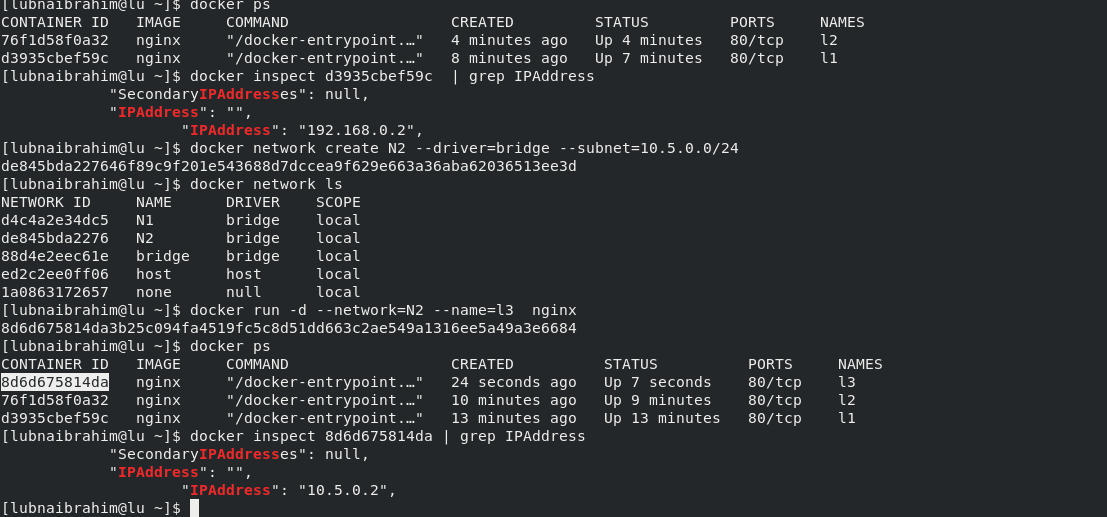 [lubnaibrahim@lu ~]$ docker ps
CONTAINER ID   IMAGE     COMMAND                  CREATED         STATUS         PORTS     NAMES
76f1d58f0a32   nginx     "/docker-entrypoint.…"   4 minutes ago   Up 4 minutes   80/tcp    l2
d3935cbef59c   nginx     "/docker-entrypoint.…"   8 minutes ago   Up 7 minutes   80/tcp    l1
[lubnaibrahim@lu ~]$ docker inspect d3935cbef59c  | grep IPAddress
            "SecondaryIPAddresses": null,
            "IPAddress": "",
                    "IPAddress": "192.168.0.2",
[lubnaibrahim@lu ~]$ docker network create N2 --driver=bridge --subnet=10.5.0.0/24
de845bda227646f89c9f201e543688d7dccea9f629e663a36aba62036513ee3d
[lubnaibrahim@lu ~]$ docker network ls
NETWORK ID     NAME      DRIVER    SCOPE
d4c4a2e34dc5   N1        bridge    local
de845bda2276   N2        bridge    local
88d4e2eec61e   bridge    bridge    local
ed2c2ee0ff06   host      host      local
1a0863172657   none      null      local
[lubnaibrahim@lu ~]$ docker run -d --network=N2 --name=l3  nginx
8d6d675814da3b25c094fa4519fc5c8d51dd663c2ae549a1316ee5a49a3e6684
[lubnaibrahim@lu ~]$ docker ps
CONTAINER ID   IMAGE     COMMAND                  CREATED          STATUS          PORTS     NAMES
8d6d675814da   nginx     "/docker-entrypoint.…"   24 seconds ago   Up 7 seconds    80/tcp    l3
76f1d58f0a32   nginx     "/docker-entrypoint.…"   10 minutes ago   Up 9 minutes    80/tcp    l2
d3935cbef59c   nginx     "/docker-entrypoint.…"   13 minutes ago   Up 13 minutes   80/tcp    l1
[lubnaibrahim@lu ~]$ docker inspect 8d6d675814da | grep IPAddress
            "SecondaryIPAddresses": null,
            "IPAddress": "",
                    "IPAddress": "10.5.0.2",
[lubnaibrahim@lu ~]$